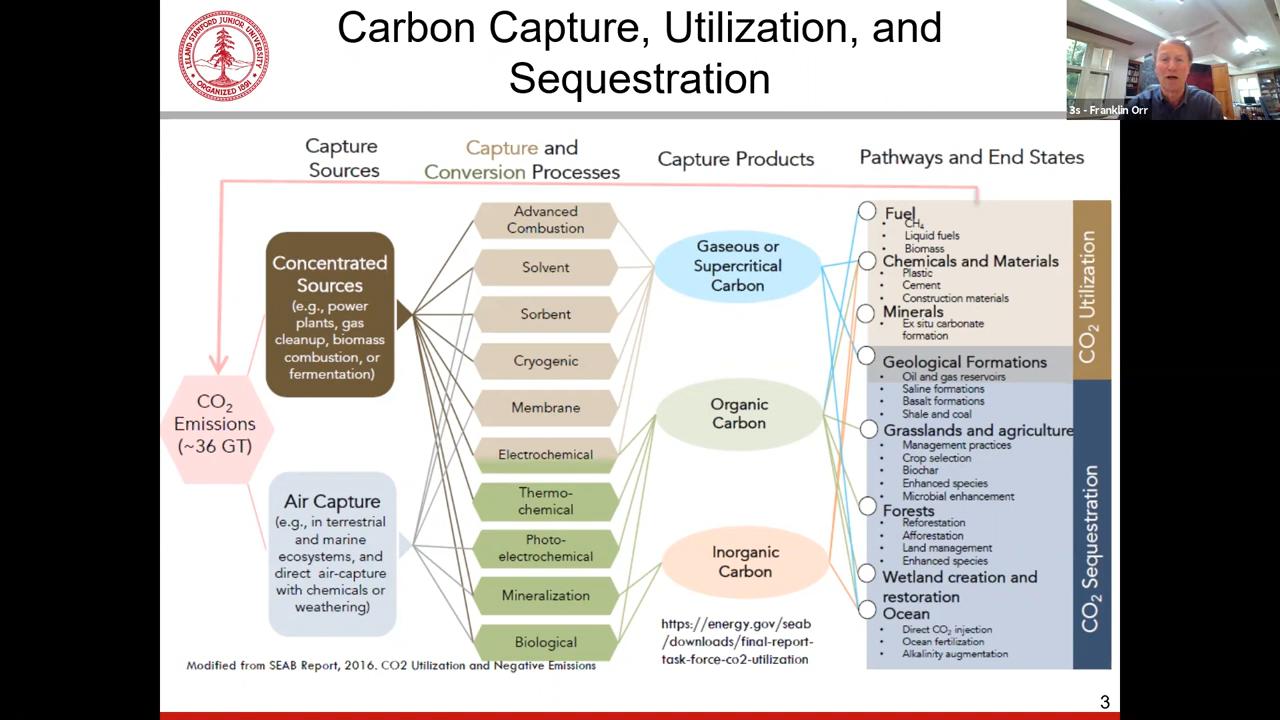 Carbon Capture, Utilization, and
Sequestration
LELAND STANFORD JUNIOR UNIVERSITY
ORGANIZED 1891
3s - Franklin Orr
Capture
Sources
Capture and
Conversion Processes
Capture Products
Pathways and End States
CO2
Emissions
(~36 GT)
Concentrated
Sources
(e.g., power
plants, gas
cleanup, biomass
combustion, or
fermentation)
Air Capture
(e.g., in terrestrial
and marine
ecosystems, and
direct air-capture
with chemicals or
weathering)
Advanced
Combustion
Solvent
Sorbent
Cryogenic
Membrane
Electrochemical
Thermo-
chemical
Photo-
electrochemical
Mineralization
Biological
Gaseous or
Supercritical
Carbon
Organic
Carbon
Inorganic
Carbon
https://energy.gov/seab
/downloads/final-report-
task-force-co2-utilization
Fuel
• CH4
• Liquid fuels
• Biomass
Chemicals and Materials
• Plastic
• Cement
• Construction materials
Minerals
• Ex situ carbonate
formation
Geological Formations
• Oil and gas reservoirs
• Saline formations
• Basalt formations
• Shale and coal
Grasslands and agriculture
• Management practices
• Crop selection
• Biochar
• Enhanced species
• Microbial enhancement
Forests
• Reforestation
• Afforestation
• Land management
• Enhanced species
Wetland creation and
restoration
Ocean
• Direct CO2 injection
• Ocean fertilization
• Alkalinity augmentation
CO2 Utilization
CO2 Sequestration
Modified from SEAB Report, 2016. CO2 Utilization and Negative Emissions
3